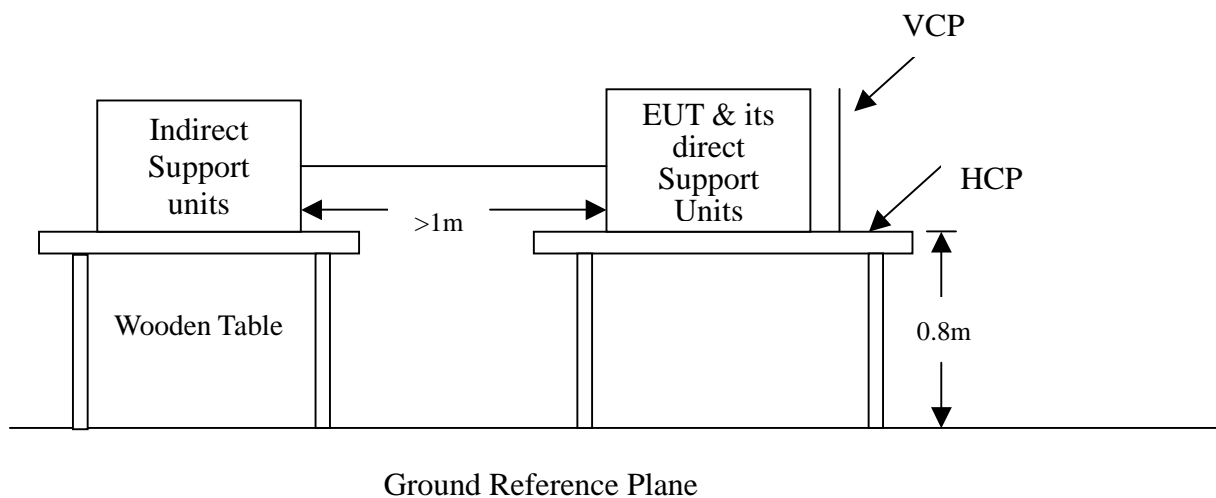 VCP
Indirect
Support
units
EUT & its
direct
Support
Units
HCP
>1m
Wooden Table
0.8m
Ground Reference Plane